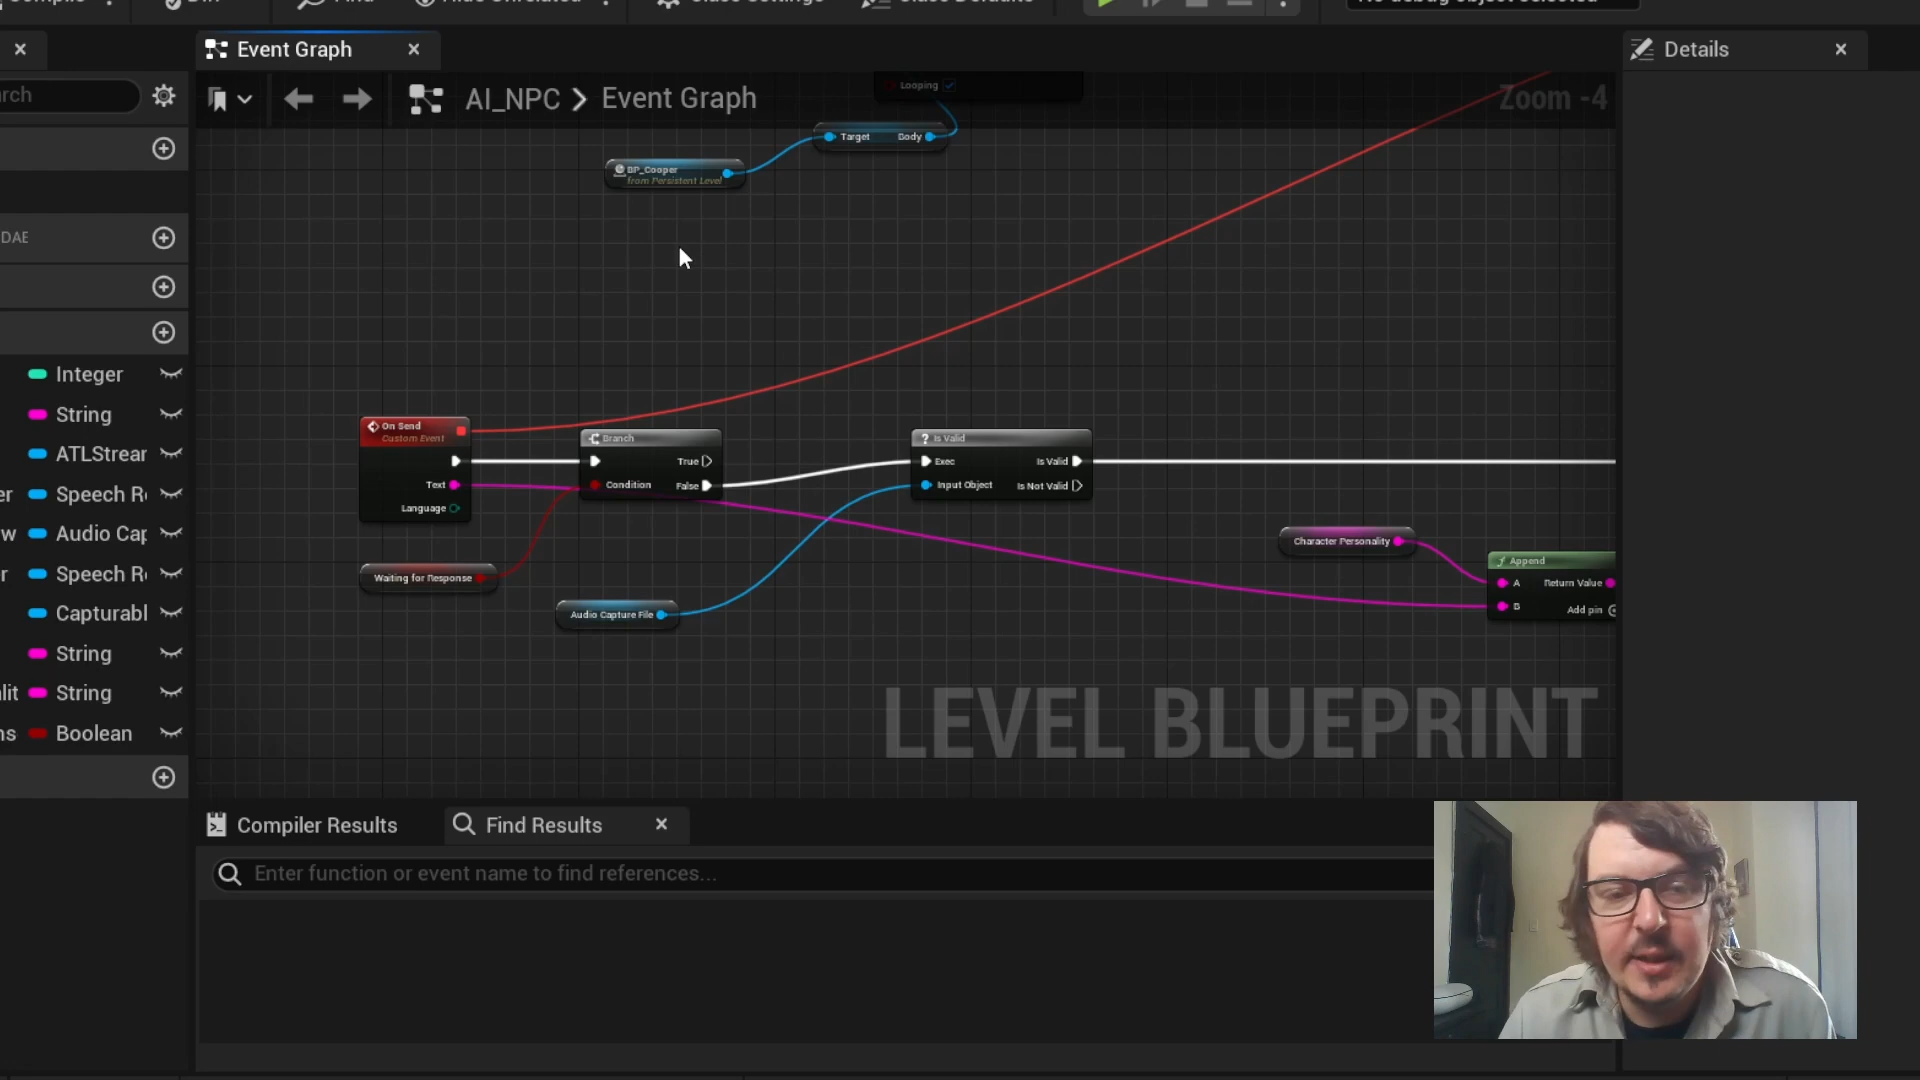 Event Graph
Details
AI_NPC
Event Graph
Zoom -4
Looping
Target
Body
BP_Cooper
from Persistent Level
DAE
Integer
String
Speech R
Audio Cap
Speech R
Capturabl
String
String
Boolean
On Send
Custom Event
Text
Language
Branch
True
Condition
False
Is Valid
Exec
Is Valid
Input Object
Is Not Valid
Waiting for Response
Audio Capture File
Character Personality
Append
A
Return Value
B
Add pin
LEVEL BLUEPRINT
Compiler Results
Find Results
Enter function or event name to find references...